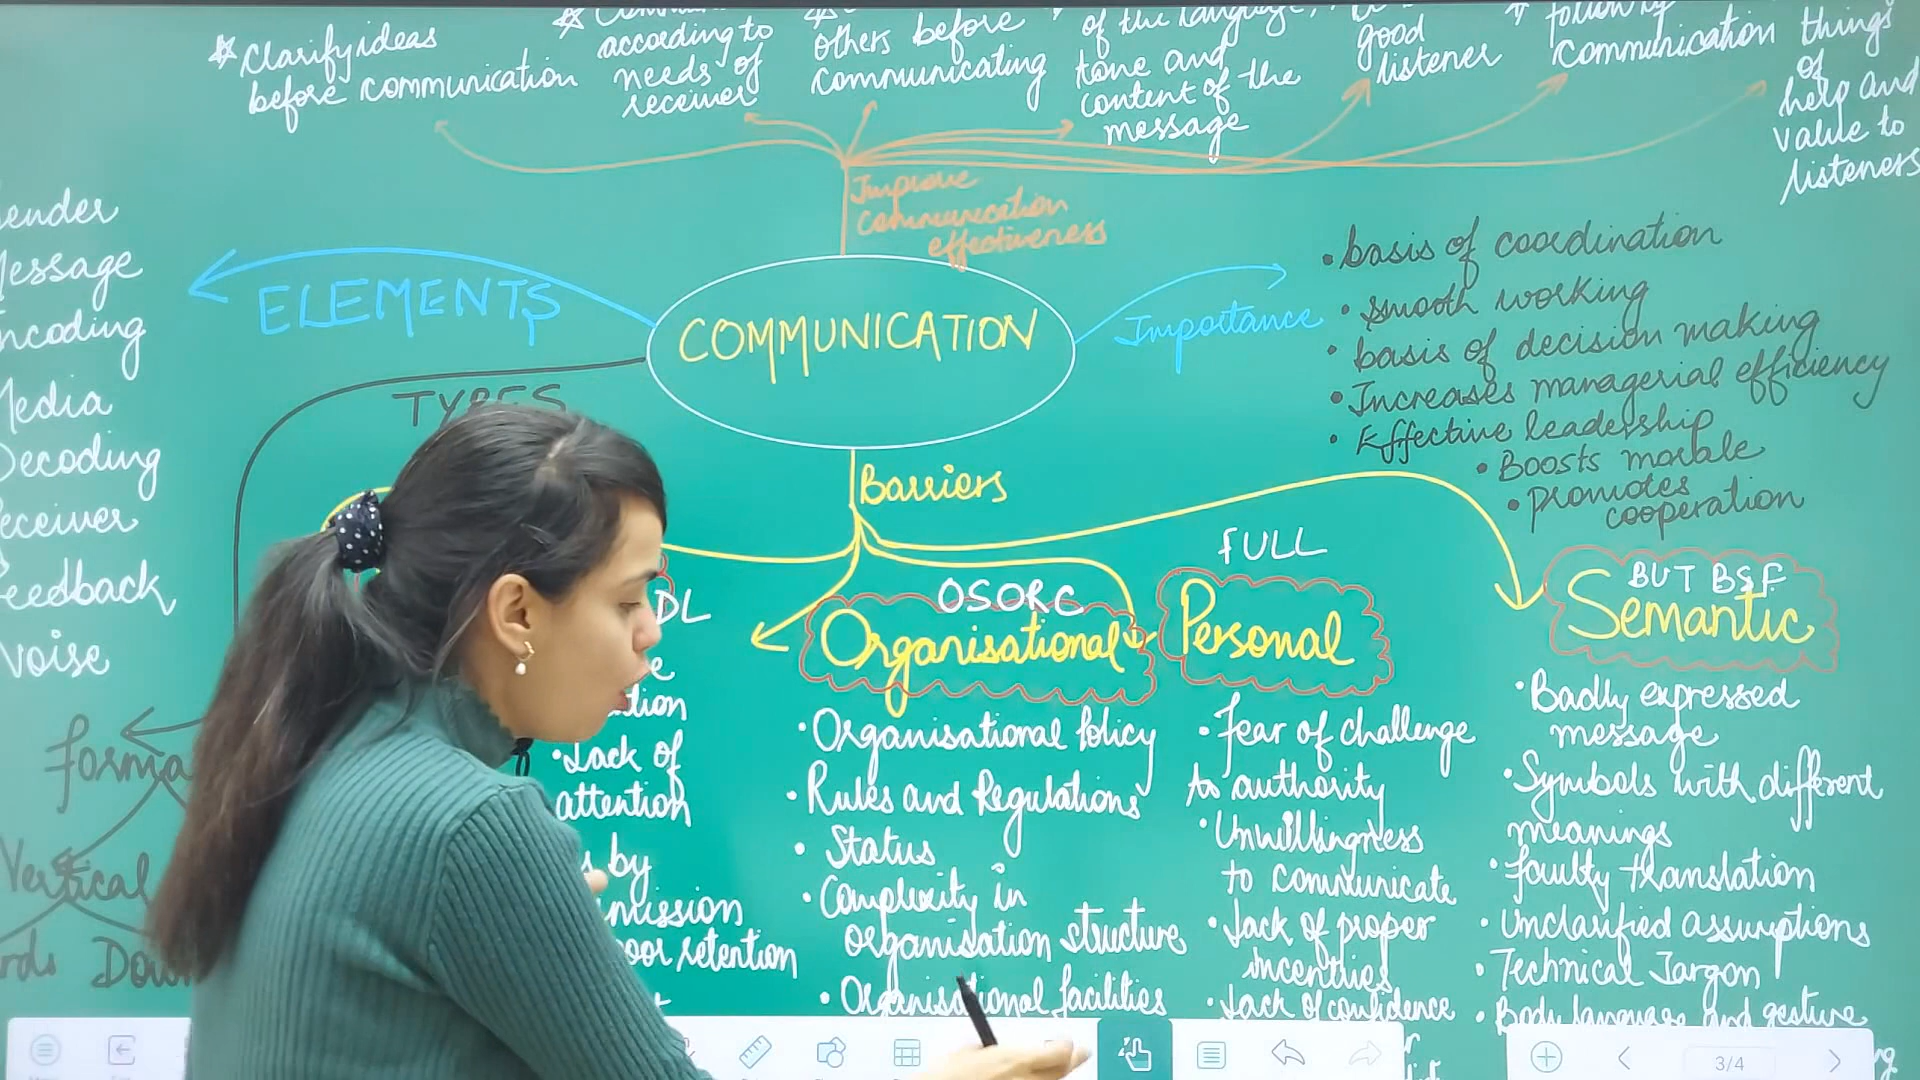 Clarify ideas
before communication
according to
needs of
receiver
others before
communicating
of the language,
tone and
content of the
message
good
listener
communication
things
of
help and
value to
listeners
Improve
communication
effectiveness
ender
essage
ncoding
edia
ecoding
eceiver
eedback
Noise
ELEMENTS
TYPES
COMMUNICATION
Importance
• basis of coordination
• smooth working
• basis of decision making
• Increases managerial efficiency
• Effective leadership
• Boosts morale
• promotes
cooperation
Barriers
forma
Vertical
rds Down
DL
e
tion
• Lack of
attention
by
mission
poor retention
OSORC
Organisational
• Organisational Policy
• Rules and Regulations
• Status
• Complexity in
organisation structure
• Organisational facilities
FULL
Personal
• Fear of challenge
to authority
• Unwillingness
to communicate
• Lack of proper
incentives
• Lack of confidence
BUT BSF
Semantic
• Badly expressed
message
• Symbols with different
meanings
• faulty translation
• Unclarified assumptions
• Technical Jargon
• Body language and gesture
3/4